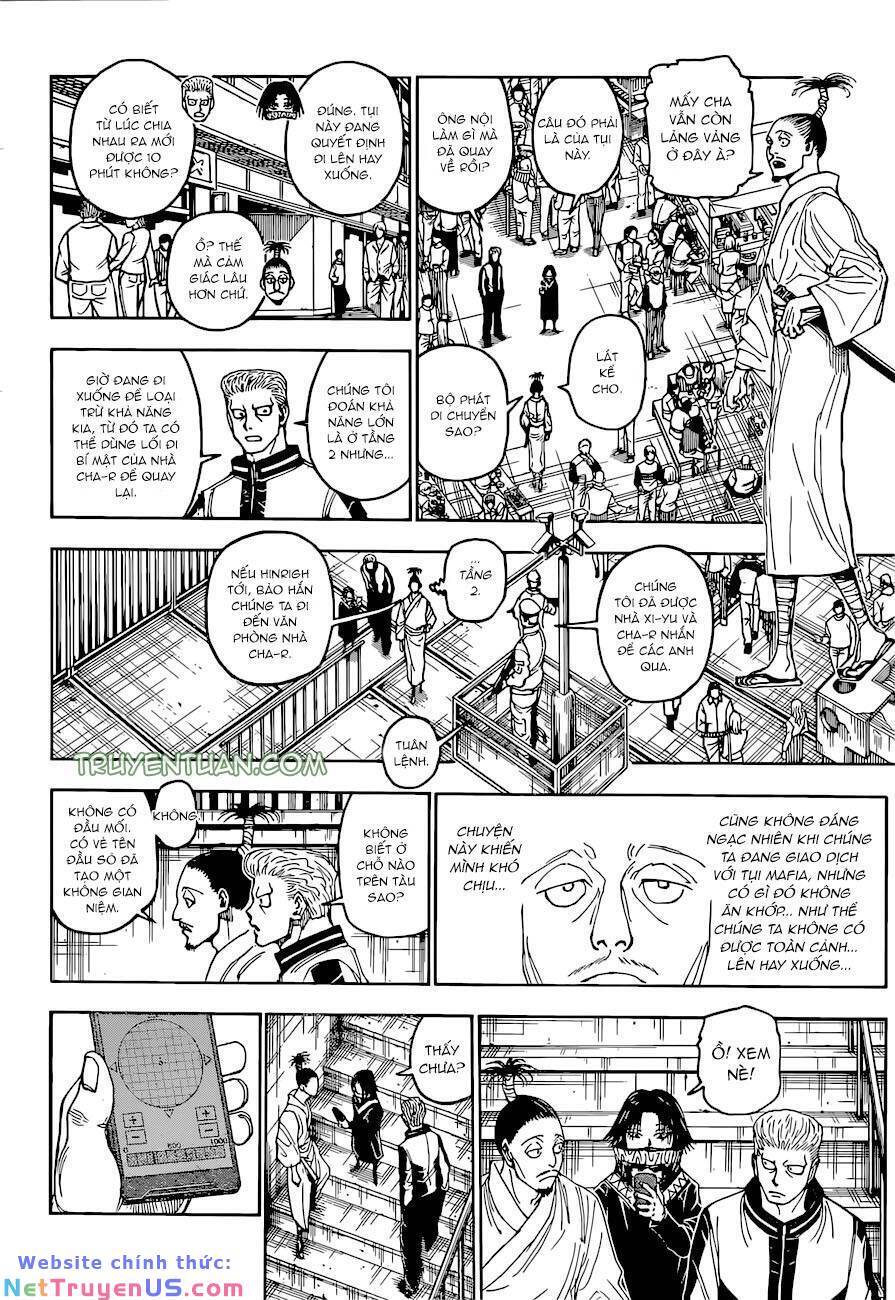 MẤY CHA
VẪN CÒN
LẢNG VẢNG
Ở ĐÂY À?
CÂU ĐÓ PHẢI
LÀ CỦA TỤI
NÀY.
ÔNG NỘI
LÀM GÌ MÀ
ĐÃ QUAY
VỀ RỒI?
LÁT
KỂ
CHO.
BỘ PHÁT
DI CHUYỂN
SAO?
ĐÚNG. TỤI
NÀY ĐANG
QUYẾT ĐỊNH
ĐI LÊN HAY
XUỐNG.
CÓ BIẾT
TỪ LÚC CHIA
NHAU RA MỚI
ĐƯỢC 10
PHÚT KHÔNG?
Ồ? THẾ
MÀ CẢM
GIÁC LÂU
HƠN CHỨ.
CHÚNG TÔI
ĐOÁN KHẢ
NĂNG LỚN
LÀ Ở TẦNG
2 NHƯNG...
GIỜ ĐANG ĐI
XUỐNG ĐỂ LOẠI
TRỪ KHẢ NĂNG
KIA, TỪ ĐÓ TA CÓ
THỂ DÙNG LỐI ĐI
BÍ MẬT CỦA NHÀ
CHA-R ĐỂ QUAY
LẠI.
CHÚNG
TÔI ĐÃ ĐƯỢC
NHÀ XI-YU VÀ
CHA-R NHẮN
ĐỂ CÁC ANH
QUA.
...
TẦNG
2.
NẾU HINRIGH
TỚI, BẢO HẮN
CHÚNG TA ĐI
ĐẾN VĂN
PHÒNG NHÀ
CHA-R.
TUÂN
LỆNH.
TRUYENTUAN.COM
CŨNG KHÔNG ĐÁNG
NGẠC NHIÊN KHI CHÚNG
TA ĐANG GIAO DỊCH
VỚI TỤI MAFIA, NHƯNG
CÓ GÌ ĐÓ KHÔNG
ĂN KHỚP... NHƯ THỂ
CHÚNG TA KHÔNG CÓ
ĐƯỢC TOÀN CẢNH...
LÊN HAY XUỐNG...
CHUYỆN
NÀY KHIẾN
MÌNH KHÓ
CHỊU...
KHÔNG
BIẾT Ở
CHỖ NÀO
TRÊN TÀU
SAO?
KHÔNG.
KHÔNG CÓ
ĐẦU MỐI.
CÓ VẺ TÊN
ĐẦU SỎ ĐÃ
TẠO MỘT
KHÔNG GIAN
NIỆM.
Ồ! XEM
NÈ!
THẤY
CHƯA?
+
+
−
−
0
500
1000
Website chính thức:
NetTruyenUS.com